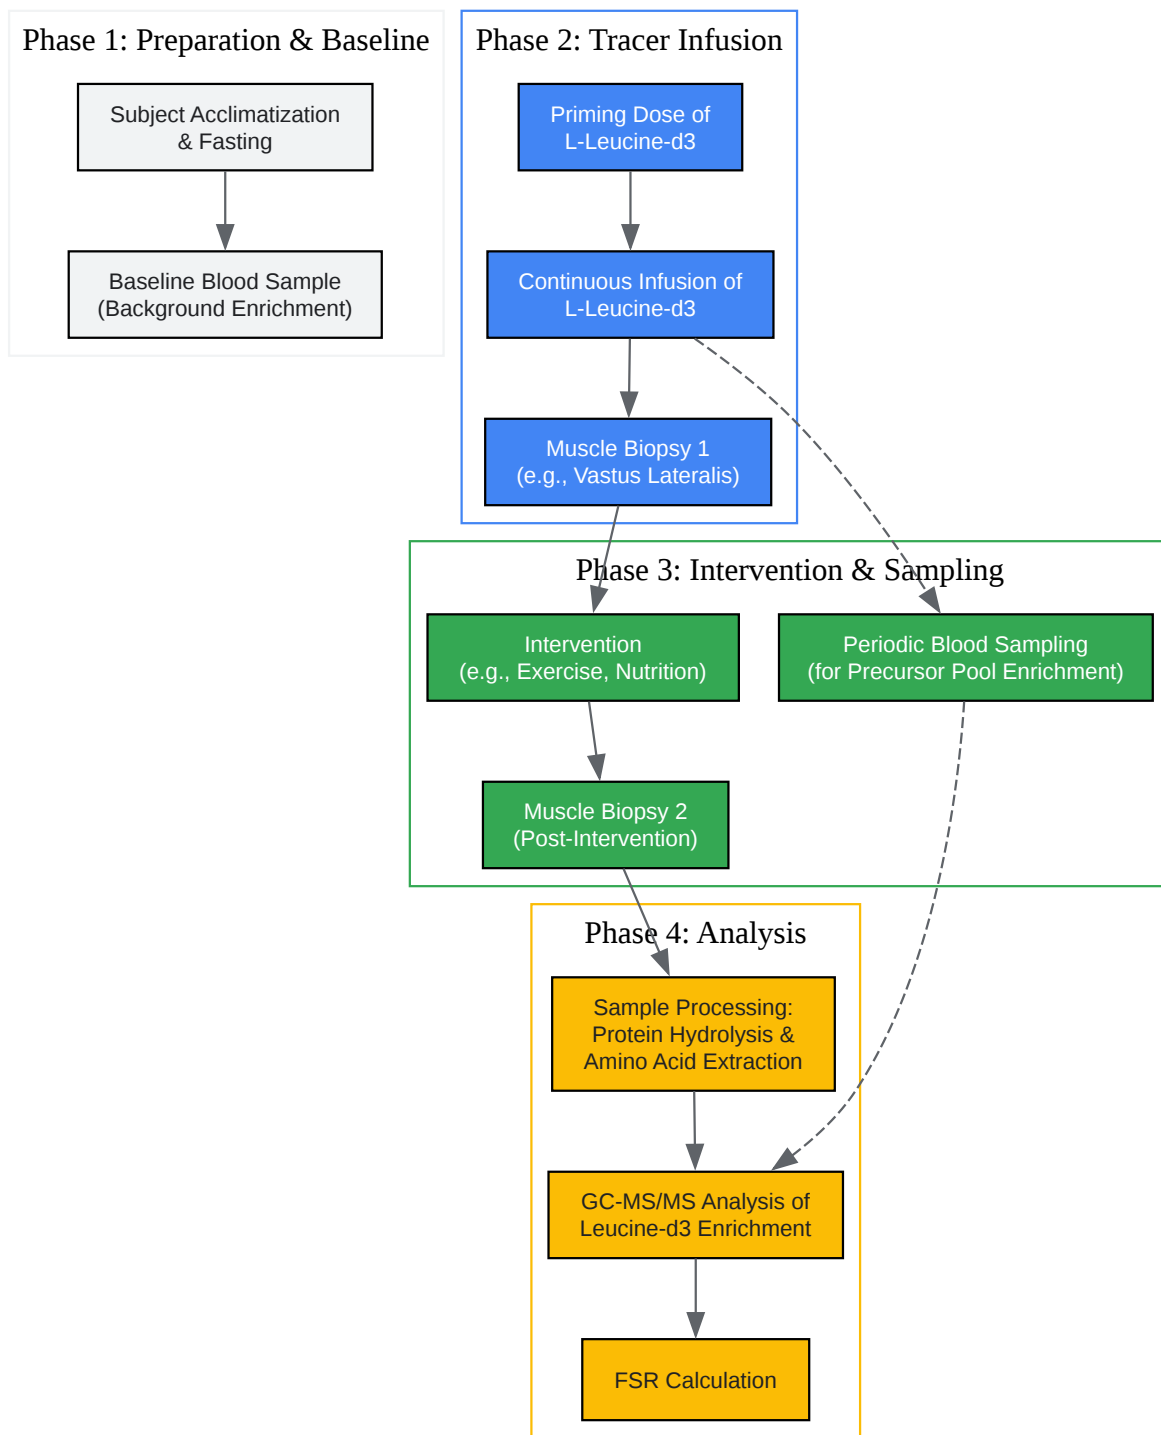 Phase 1: Preparation & Baseline
Subject Acclimatization
& Fasting
Baseline Blood Sample
(Background Enrichment)
Phase 2: Tracer Infusion
Priming Dose of
L-Leucine-d3
Continuous Infusion of
L-Leucine-d3
Muscle Biopsy 1
(e.g., Vastus Lateralis)
Phase 3: Intervention & Sampling
Intervention
(e.g., Exercise, Nutrition)
Periodic Blood Sampling
(for Precursor Pool Enrichment)
Muscle Biopsy 2
(Post-Intervention)
Phase 4: Analysis
Sample Processing:
Protein Hydrolysis &
Amino Acid Extraction
GC-MS/MS Analysis of
Leucine-d3 Enrichment
FSR Calculation